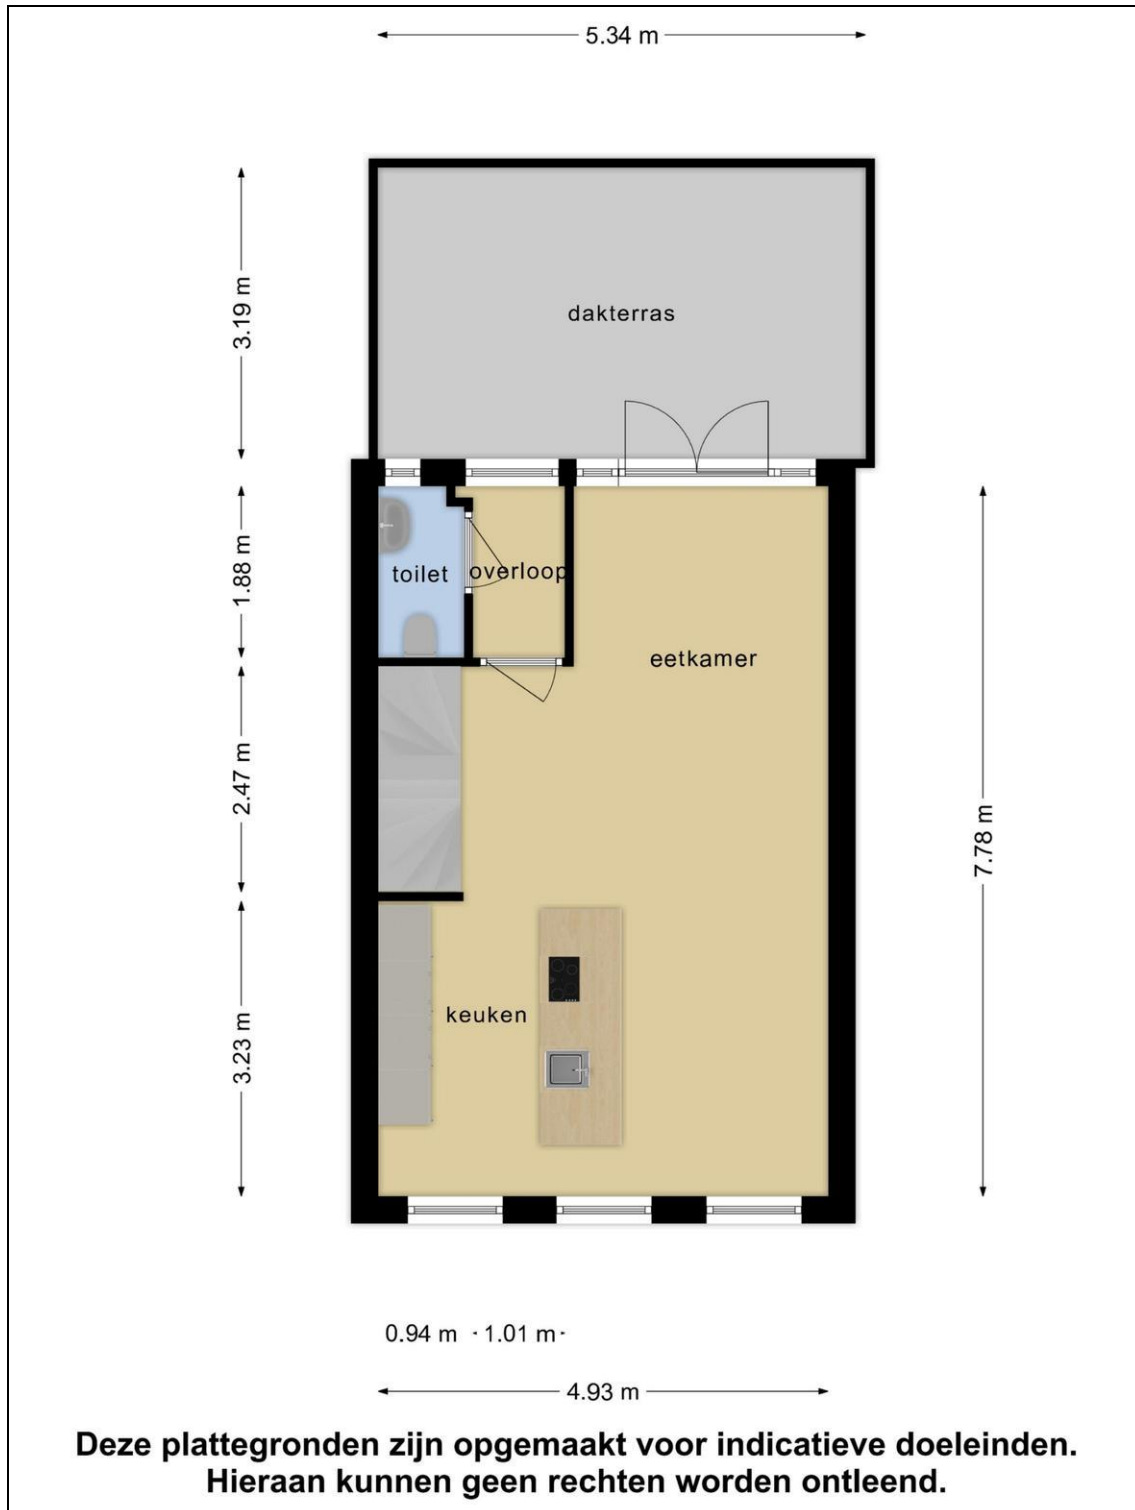 5.34 m
3.19 m
dakterras
1.88 m
toilet
overloop
eetkamer
2.47 m
7.78 m
3.23 m
keuken
0.94 m
1.01 m
4.93 m
Deze plattegronden zijn opgemaakt voor indicatieve doeleinden.
Hieraan kunnen geen rechten worden ontleend.